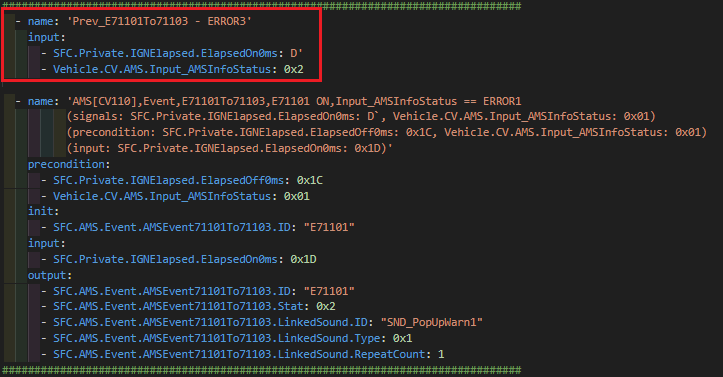 ################################################################################
- name: 'Prev_E71101To71103 - ERROR3'
input:
- SFC.Private.IGNElapsed.ElapsedOn0ms: D'
- Vehicle.CV.AMS.Input_AMSInfoStatus: 0x2
- name: 'AMS[CV110],Event,E71101To71103,E71101 ON,Input_AMSInfoStatus == ERROR1
(signals: SFC.Private.IGNElapsed.ElapsedOn0ms: D`, Vehicle.CV.AMS.Input_AMSInfoStatus: 0x01)
(precondition: SFC.Private.IGNElapsed.ElapsedOff0ms: 0x1C, Vehicle.CV.AMS.Input_AMSInfoStatus: 0x01)
(input: SFC.Private.IGNElapsed.ElapsedOn0ms: 0x1D)'
precondition:
- SFC.Private.IGNElapsed.ElapsedOff0ms: 0x1C
- Vehicle.CV.AMS.Input_AMSInfoStatus: 0x01
init:
- SFC.AMS.Event.AMSEvent71101To71103.ID: "E71101"
input:
- SFC.Private.IGNElapsed.ElapsedOn0ms: 0x1D
output:
- SFC.AMS.Event.AMSEvent71101To71103.ID: "E71101"
- SFC.AMS.Event.AMSEvent71101To71103.Stat: 0x2
- SFC.AMS.Event.AMSEvent71101To71103.LinkedSound.ID: "SND_PopUpWarn1"
- SFC.AMS.Event.AMSEvent71101To71103.LinkedSound.Type: 0x1
- SFC.AMS.Event.AMSEvent71101To71103.LinkedSound.RepeatCount: 1
################################################################################